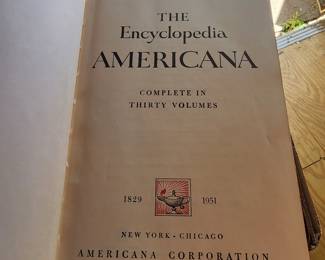 THE
Encyclopedia
AMERICANA
COMPLETE IN
THIRTY VOLUMES
1829 1951
NEW YORK · CHICAGO
AMERICANA CORPORATION